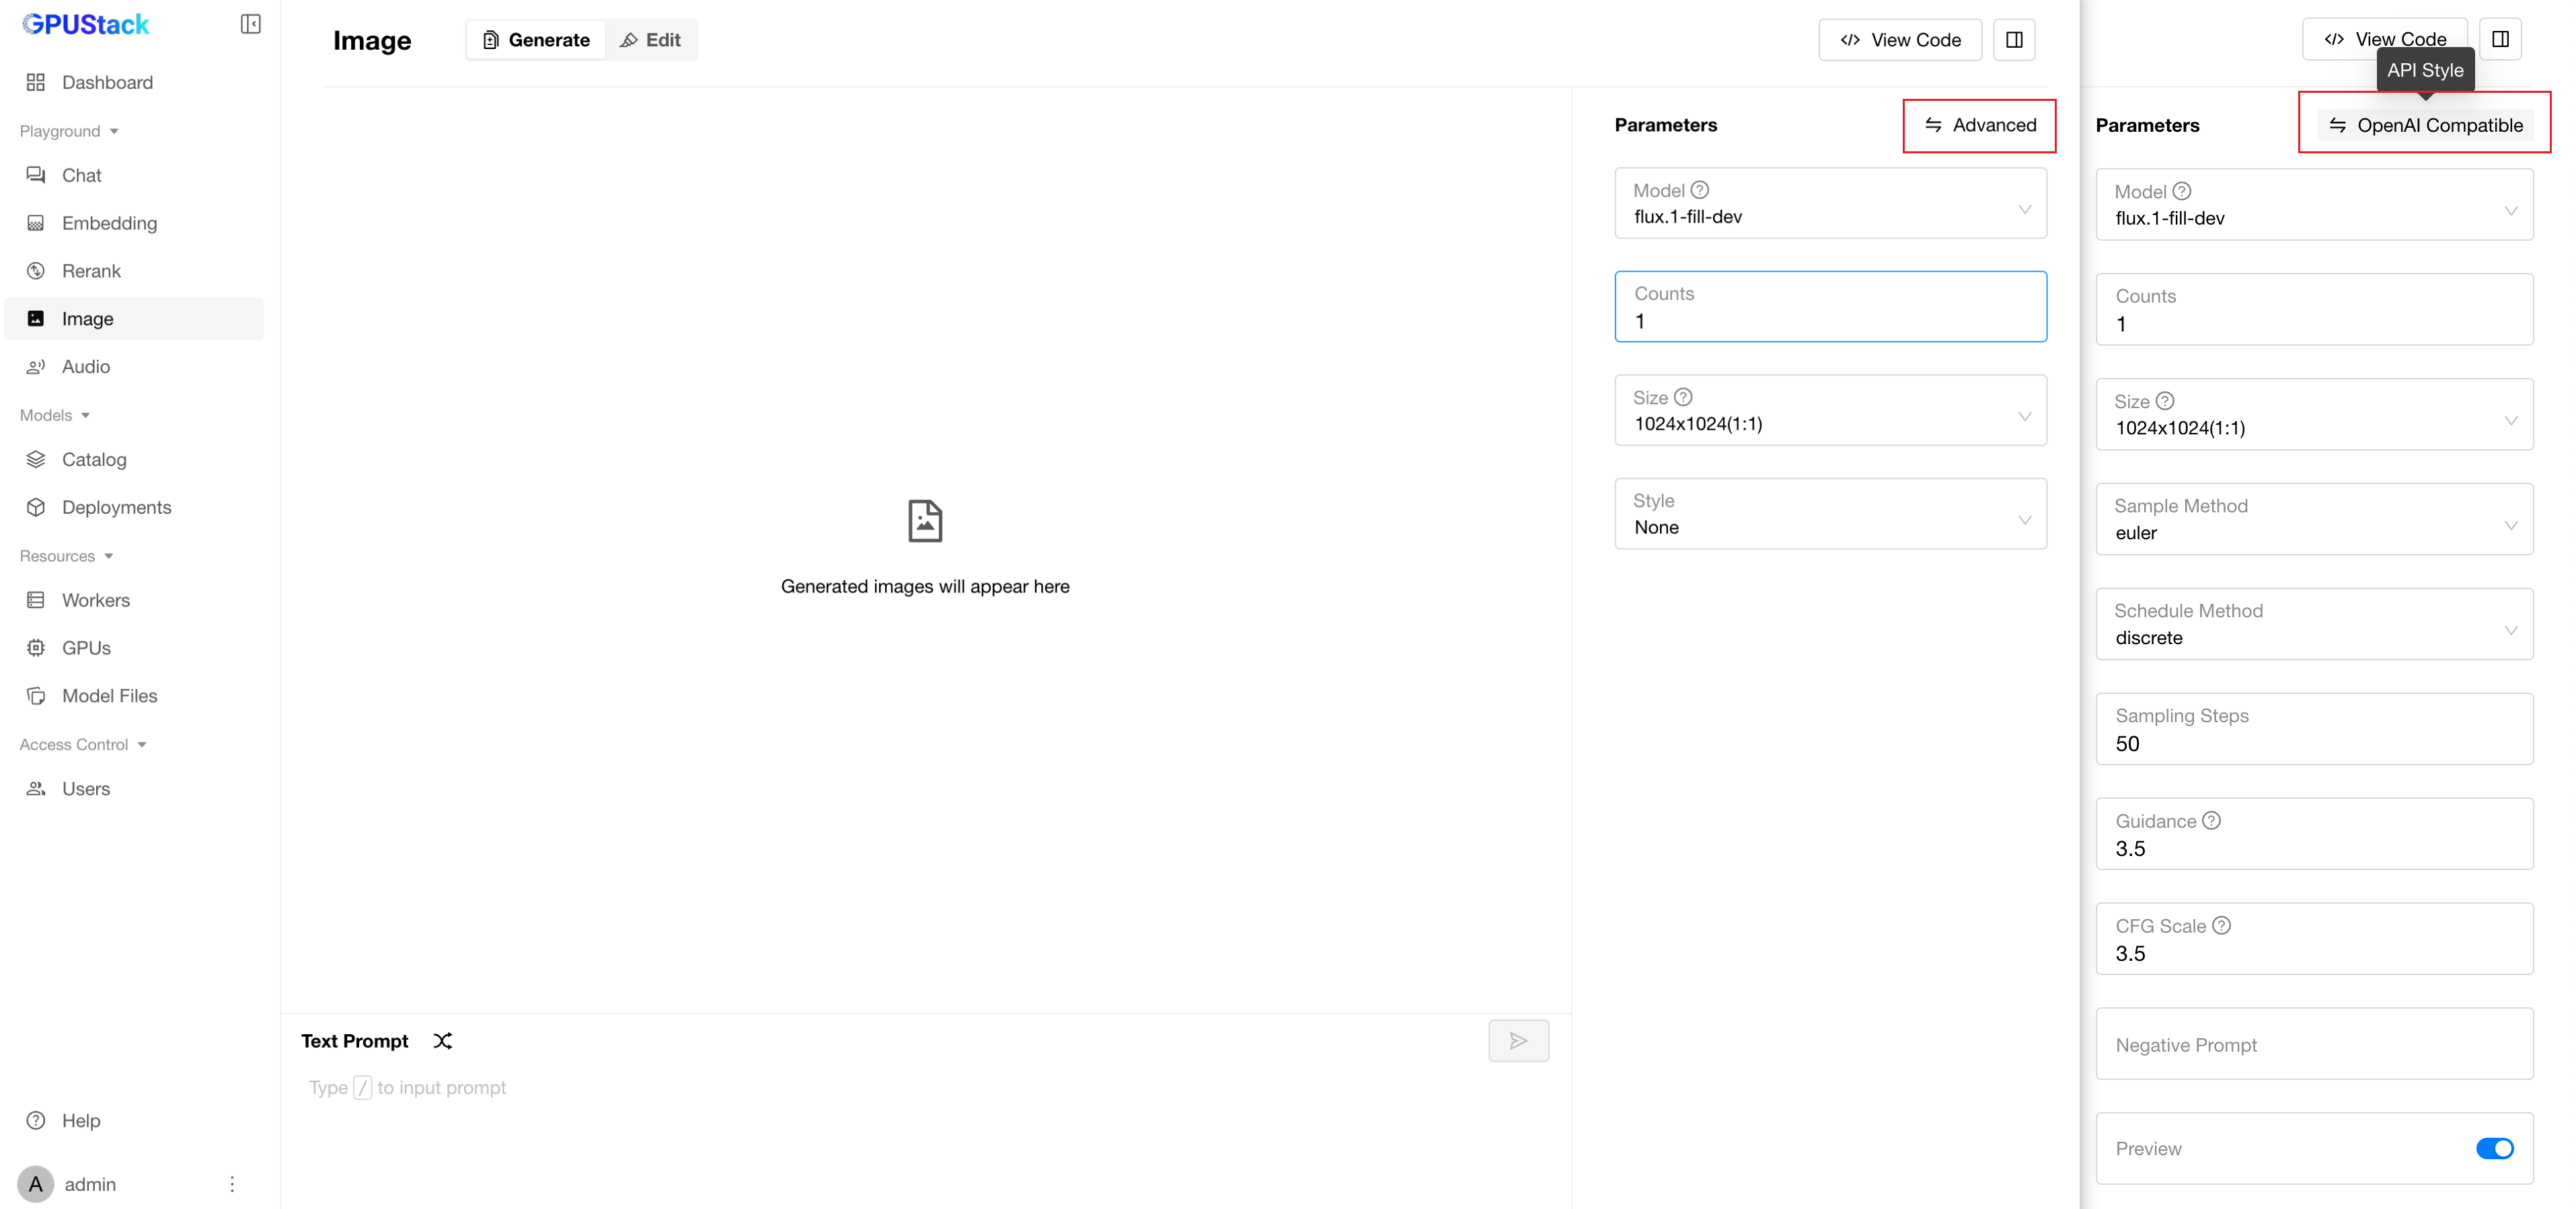 GPUStack
Dashboard
Playground
Chat
Embedding
Rerank
Image
Audio
Models
Catalog
Deployments
Resources
Workers
GPUs
Model Files
Access Control
Users
Help
A admin
Image
Generate
Edit
View Code
Generated images will appear here
Text Prompt
Type / to input prompt
Parameters
Advanced
Model
flux.1-fill-dev
Counts
1
Size
1024x1024(1:1)
Style
None
View Code
API Style
Parameters
OpenAI Compatible
Model
flux.1-fill-dev
Counts
1
Size
1024x1024(1:1)
Sample Method
euler
Schedule Method
discrete
Sampling Steps
50
Guidance
3.5
CFG Scale
3.5
Negative Prompt
Preview